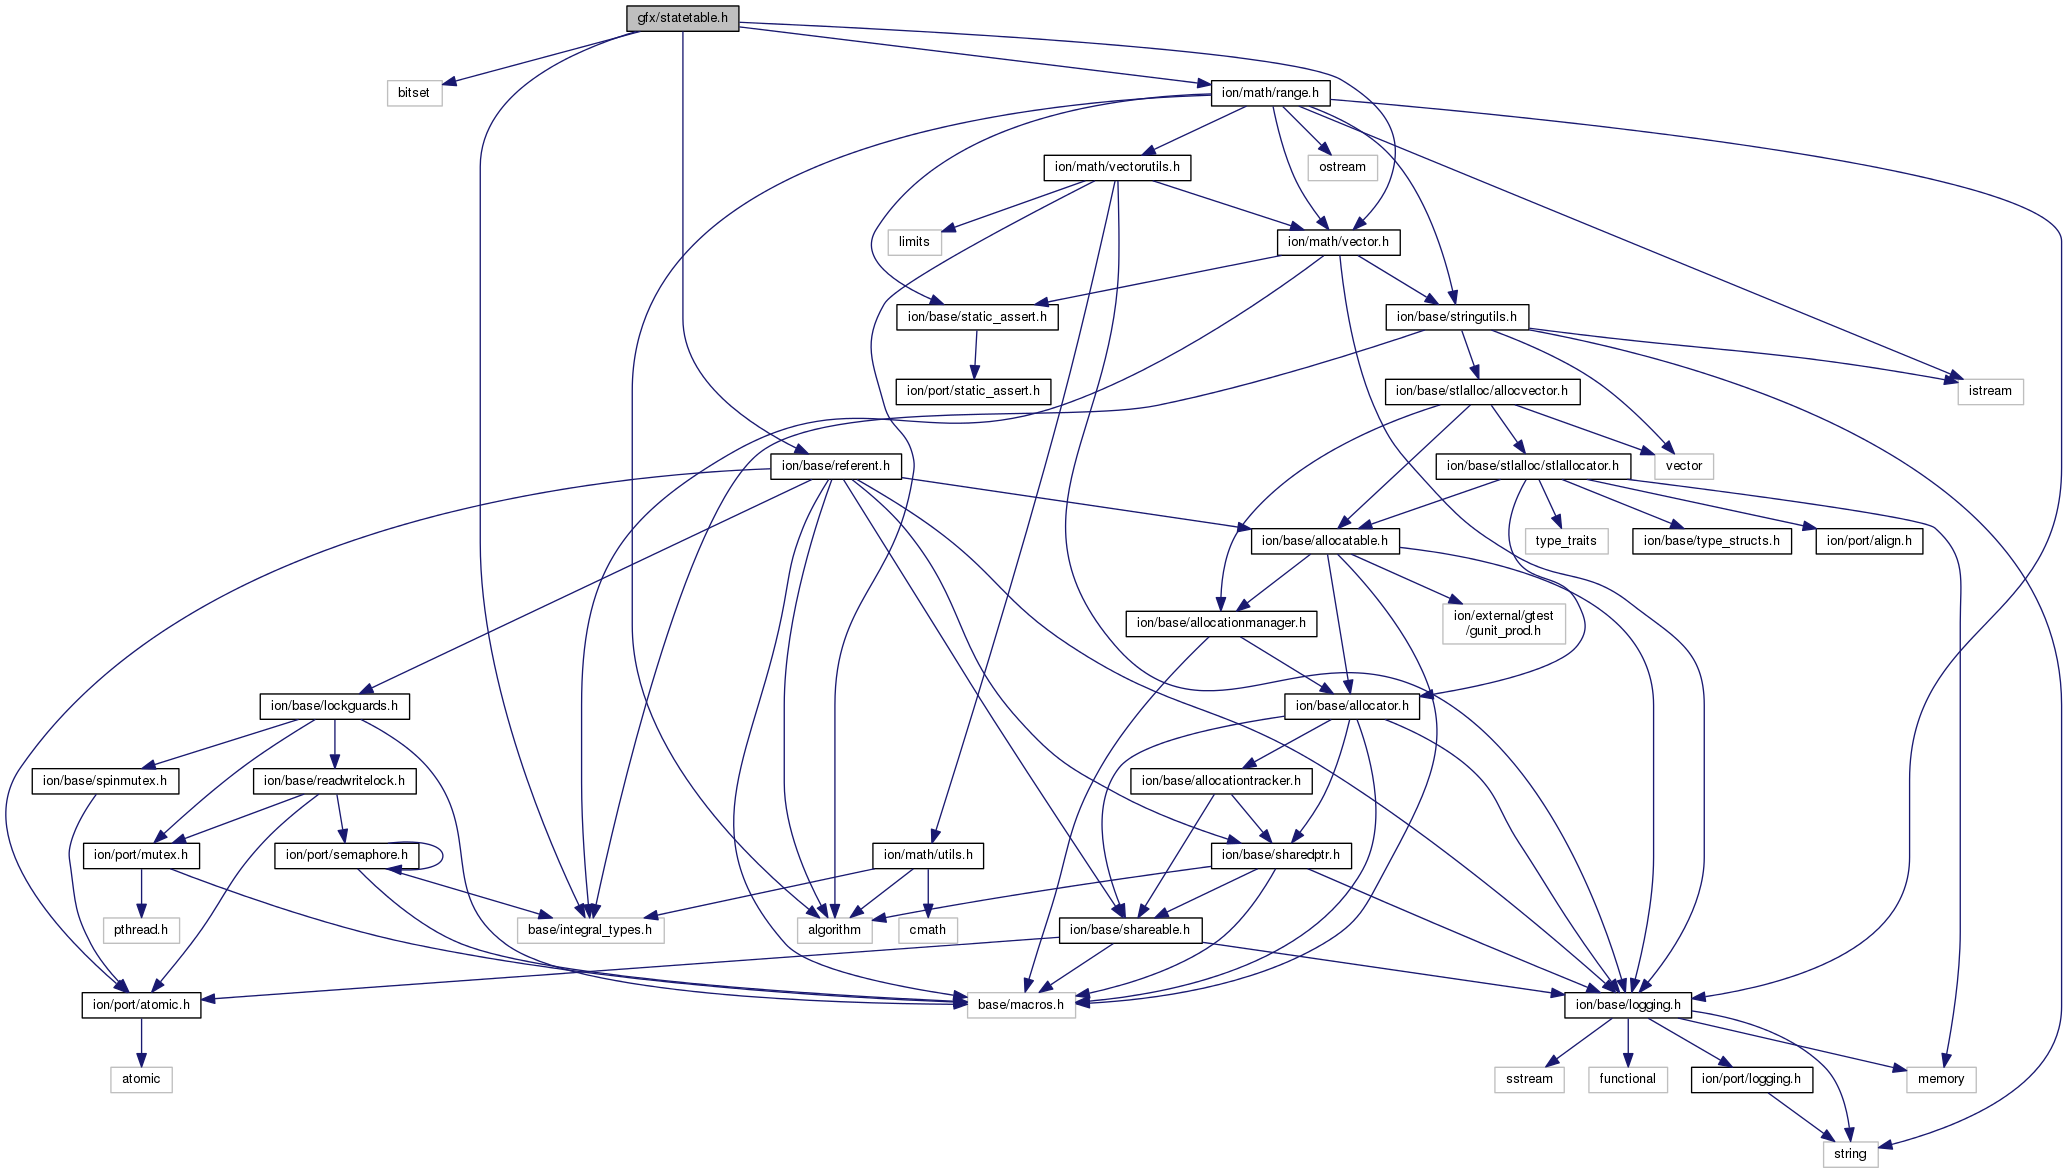 gfx/statetable.h
bitset
ion/math/range.h
ion/math/vectorutils.h
ostream
limits
ion/math/vector.h
ion/base/static_assert.h
ion/base/stringutils.h
ion/port/static_assert.h
ion/base/stlalloc/allocvector.h
istream
ion/base/referent.h
ion/base/stlalloc/stlallocator.h
vector
ion/base/allocatable.h
type_traits
ion/base/type_structs.h
ion/port/align.h
ion/base/allocationmanager.h
ion/external/gtest
/gunit_prod.h
ion/base/lockguards.h
ion/base/allocator.h
ion/base/spinmutex.h
ion/base/readwritelock.h
ion/base/allocationtracker.h
ion/port/mutex.h
ion/port/semaphore.h
ion/math/utils.h
ion/base/sharedptr.h
pthread.h
base/integral_types.h
algorithm
cmath
ion/base/shareable.h
ion/port/atomic.h
base/macros.h
ion/base/logging.h
atomic
sstream
functional
ion/port/logging.h
memory
string